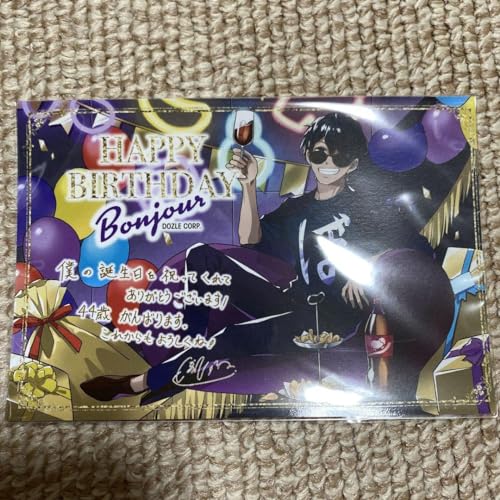 HAPPY
BIRTHDAY
Bonjour
DOZLE CORP.
僕の誕生日を祝ってくれて
ありがとうございます!
44歳がんばります。
これからもよろしくね!